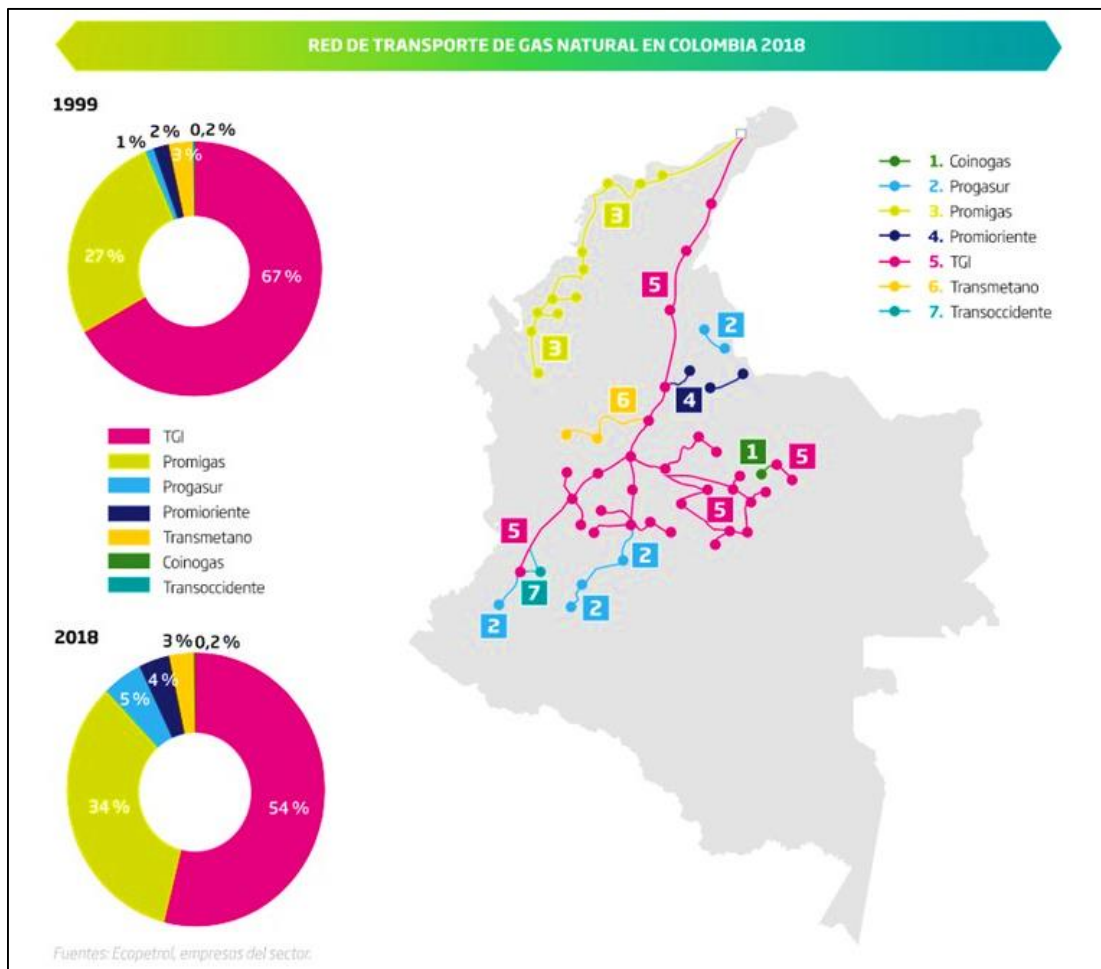 RED DE TRANSPORTE DE GAS NATURAL EN COLOMBIA 2018
1999
1 %
2 %
0,2 %
3 %
27 %
67 %
TGI
Promigas
Progasur
Promioriente
Transmetano
Coinogas
Transoccidente
2018
3 %
0,2 %
4 %
5 %
34 %
54 %
Fuentes: Ecopetrol, empresas del sector.
3
5
2
3
4
6
1
5
5
5
2
7
2
2
1. Coinogas
2. Progasur
3. Promigas
4. Promioriente
5. TGI
6. Transmetano
7. Transoccidente